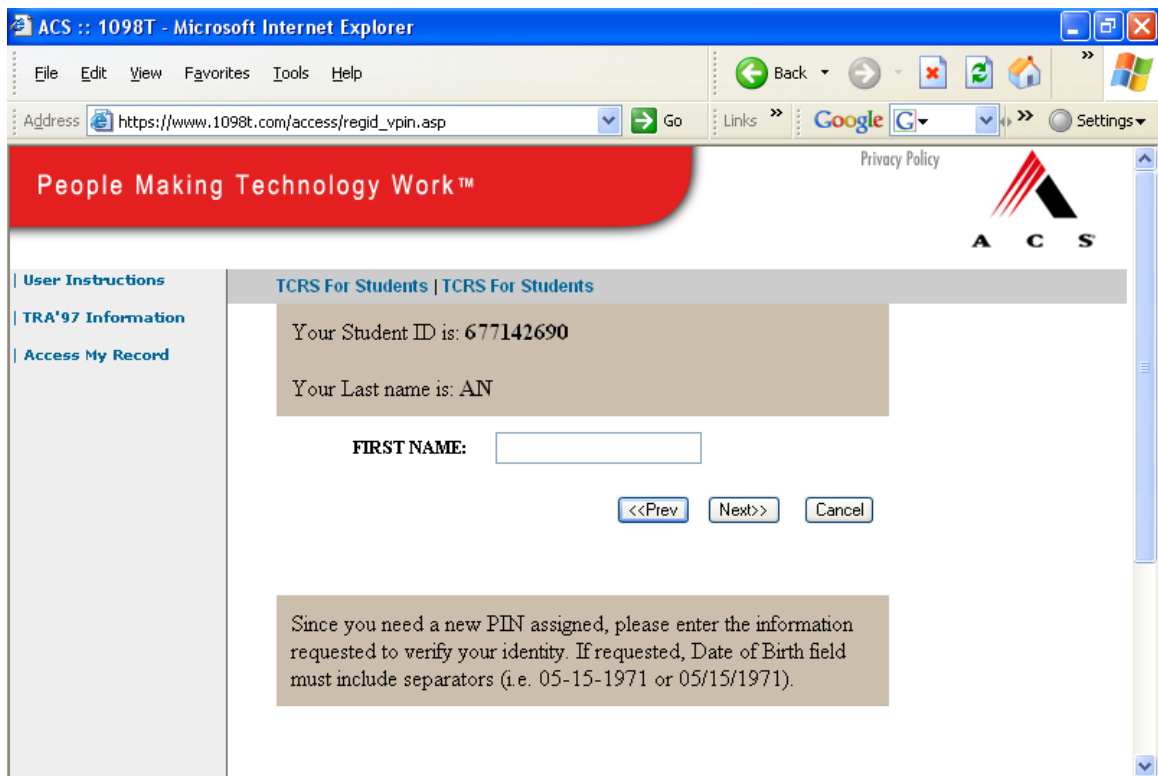 ACS :: 1098T - Microsoft Internet Explorer
File Edit View Favorites Tools Help
Back
Address https://www.1098t.com/access/regid_vpin.asp Go Links Google G Settings
People Making Technology Work™
Privacy Policy
A C S
User Instructions
TRA'97 Information
Access My Record
TCRS For Students | TCRS For Students
Your Student ID is: 677142690
Your Last name is: AN
FIRST NAME:
<<Prev Next>> Cancel
Since you need a new PIN assigned, please enter the information
requested to verify your identity. If requested, Date of Birth field
must include separators (i.e. 05-15-1971 or 05/15/1971).